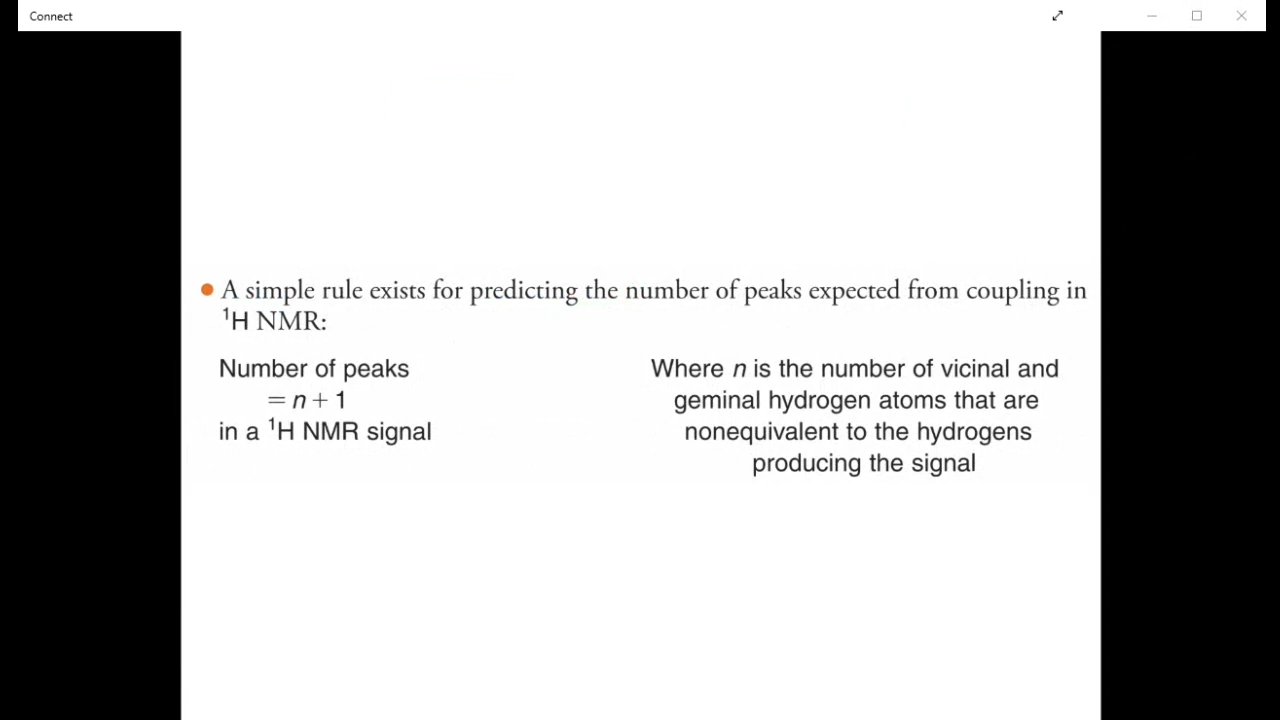 Connect
● A simple rule exists for predicting the number of peaks expected from coupling in
¹H NMR:
Number of peaks
= n + 1
in a ¹H NMR signal
Where n is the number of vicinal and
geminal hydrogen atoms that are
nonequivalent to the hydrogens
producing the signal